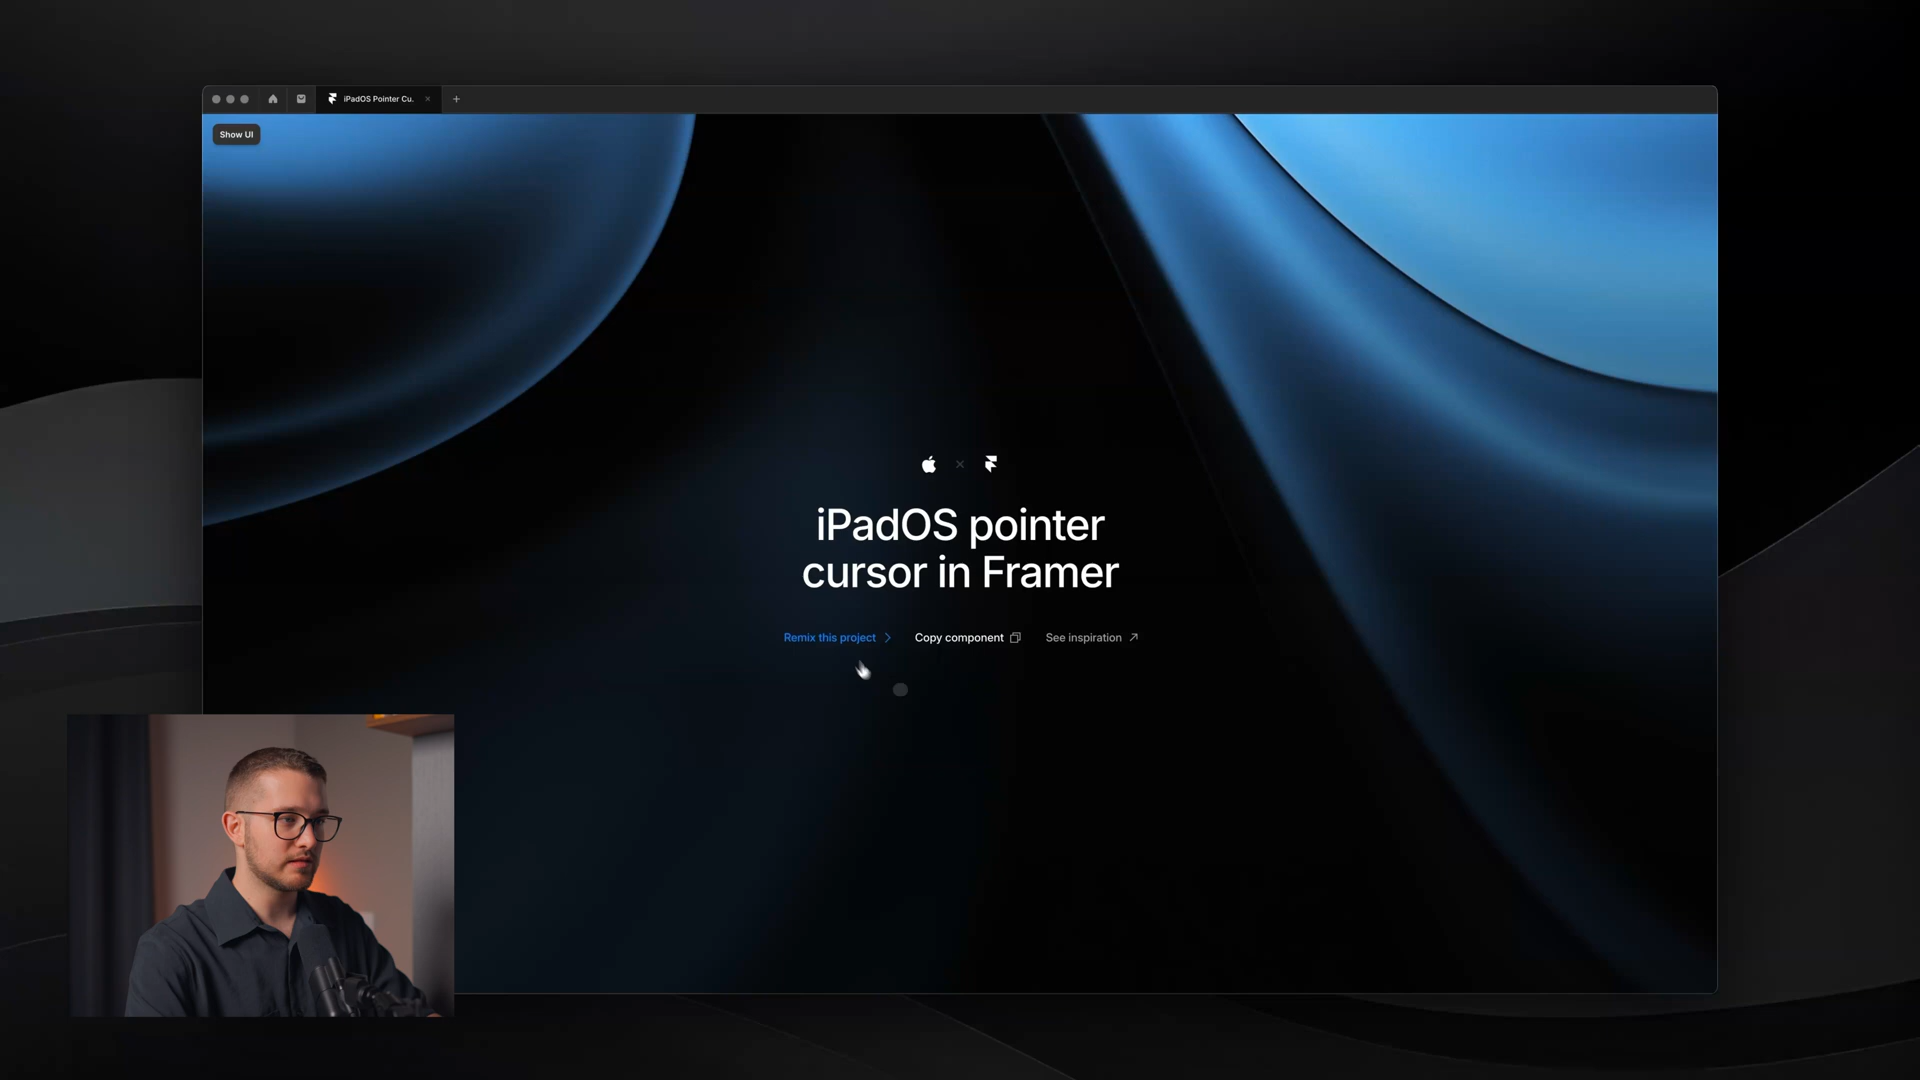 iPadOS Pointer Cu.
Show UI
iPadOS pointer
cursor in Framer
Remix this project
Copy component
See inspiration